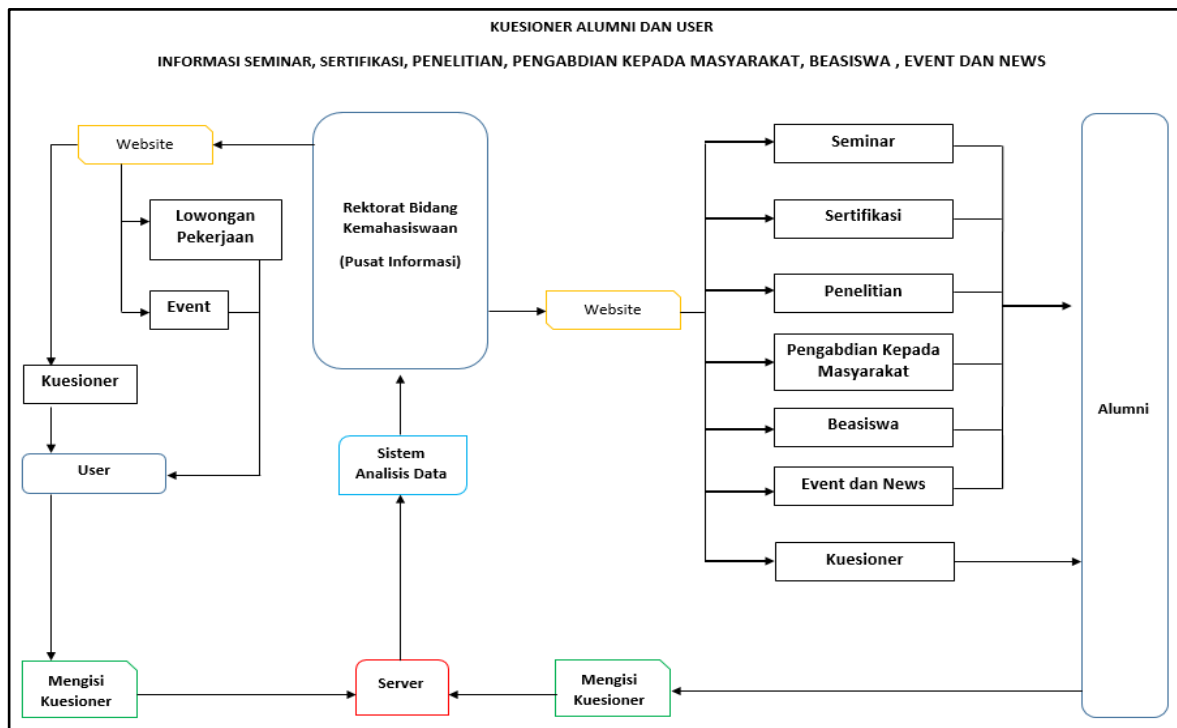 KUESIONER ALUMNI DAN USER
INFORMASI SEMINAR, SERTIFIKASI, PENELITIAN, PENGABDIAN KEPADA MASYARAKAT, BEASISWA , EVENT DAN NEWS
Website
Lowongan
Pekerjaan
Event
Kuesioner
User
Mengisi
Kuesioner
Rektorat Bidang
Kemahasiswaan
(Pusat Informasi)
Sistem
Analisis Data
Server
Website
Seminar
Sertifikasi
Penelitian
Pengabdian Kepada
Masyarakat
Beasiswa
Event dan News
Kuesioner
Mengisi
Kuesioner
Alumni